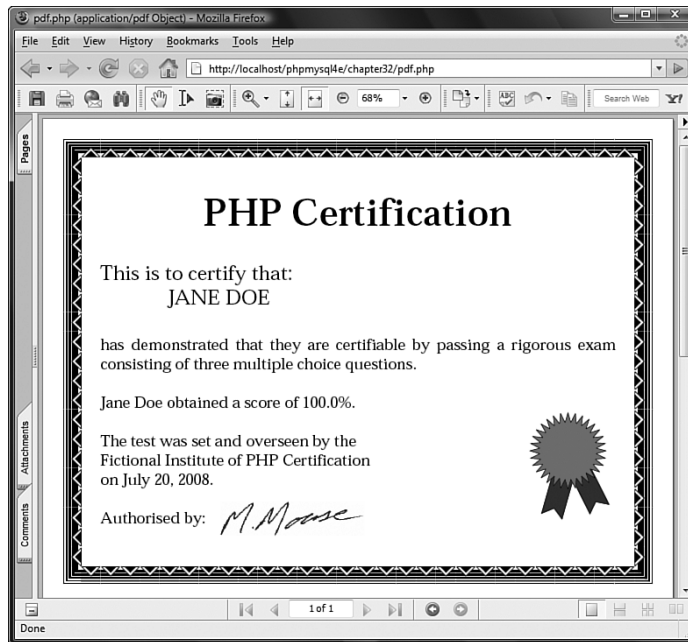 pdf.php (application/pdf Object) - Mozilla Firefox
File Edit View History Bookmarks Tools Help
http://localhost/phpmysql4e/chapter32/pdf.php
68%
ABC
Search Web
Y!
Pages
PHP Certification
This is to certify that:
JANE DOE
has demonstrated that they are certifiable by passing a rigorous exam
consisting of three multiple choice questions.
Jane Doe obtained a score of 100.0%.
The test was set and overseen by the
Fictional Institute of PHP Certification
on July 20, 2008.
Authorised by: M.Mouse
Attachments
Comments
1 of 1
Done